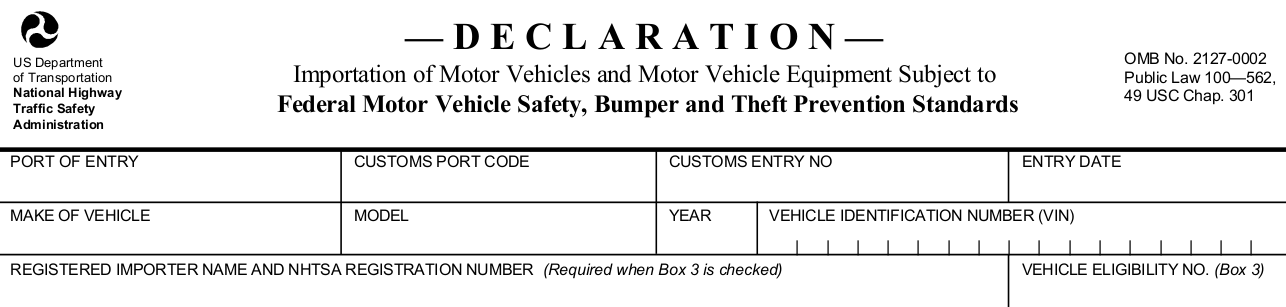 US Department
of Transportation
National Highway
Traffic Safety
Administration
— D E C L A R A T I O N —
Importation of Motor Vehicles and Motor Vehicle Equipment Subject to
Federal Motor Vehicle Safety, Bumper and Theft Prevention Standards
OMB No. 2127-0002
Public Law 100—562,
49 USC Chap. 301
PORT OF ENTRY
CUSTOMS PORT CODE
CUSTOMS ENTRY NO
ENTRY DATE
MAKE OF VEHICLE
MODEL
YEAR
VEHICLE IDENTIFICATION NUMBER (VIN)
REGISTERED IMPORTER NAME AND NHTSA REGISTRATION NUMBER (Required when Box 3 is checked)
VEHICLE ELIGIBILITY NO. (Box 3)